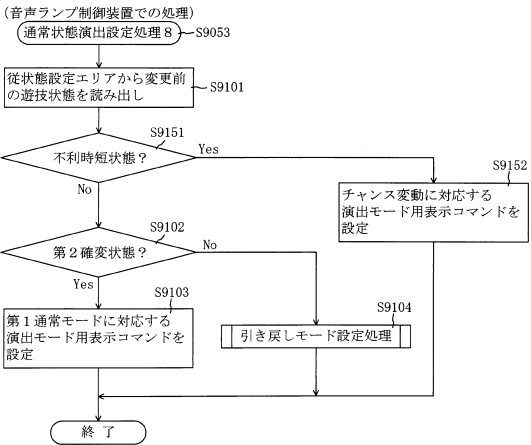 (音声ランプ制御装置での処理)
通常状態演出設定処理8
S9053
従状態設定エリアから変更前
の遊技状態を読み出し
S9101
不利時短状態?
S9151
Yes
No
チャンス変動に対応する
演出モード用表示コマンドを
設定
S9152
第2確変状態?
S9102
No
Yes
第1通常モードに対応する
演出モード用表示コマンドを
設定
S9103
引き戻しモード設定処理
S9104
終了